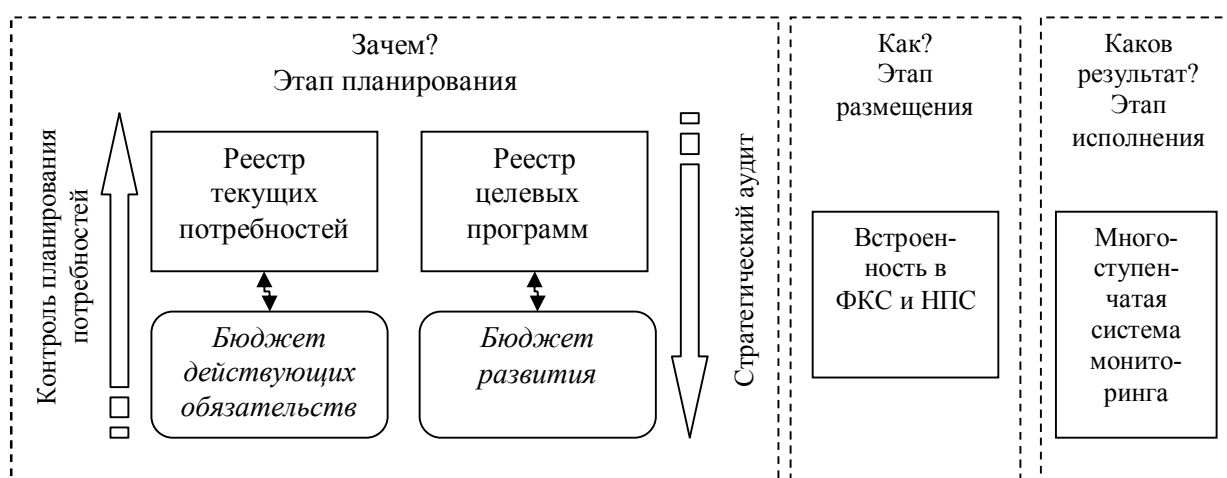 Зачем?
Этап планирования
Контроль планирования
потребностей
Реестр
текущих
потребностей
Реестр
целевых
программ
Бюджет
действующих
обязательств
Бюджет
развития
Стратегический аудит
Как?
Этап
размещения
Встроен-
ность в
ФКС и НПС
Каков
результат?
Этап
исполнения
Много-
ступен-
чатая
система
монито-
ринга